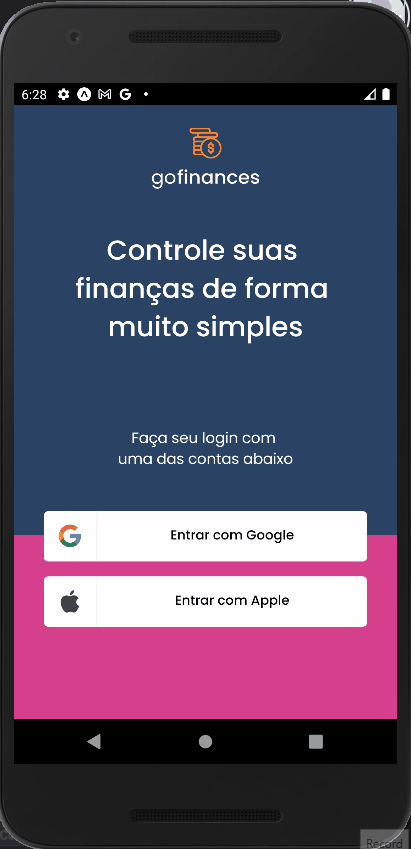 6:28
gofinances
Controle suas
finanças de forma
muito simples
Faça seu login com
uma das contas abaixo
Entrar com Google
Entrar com Apple
Record